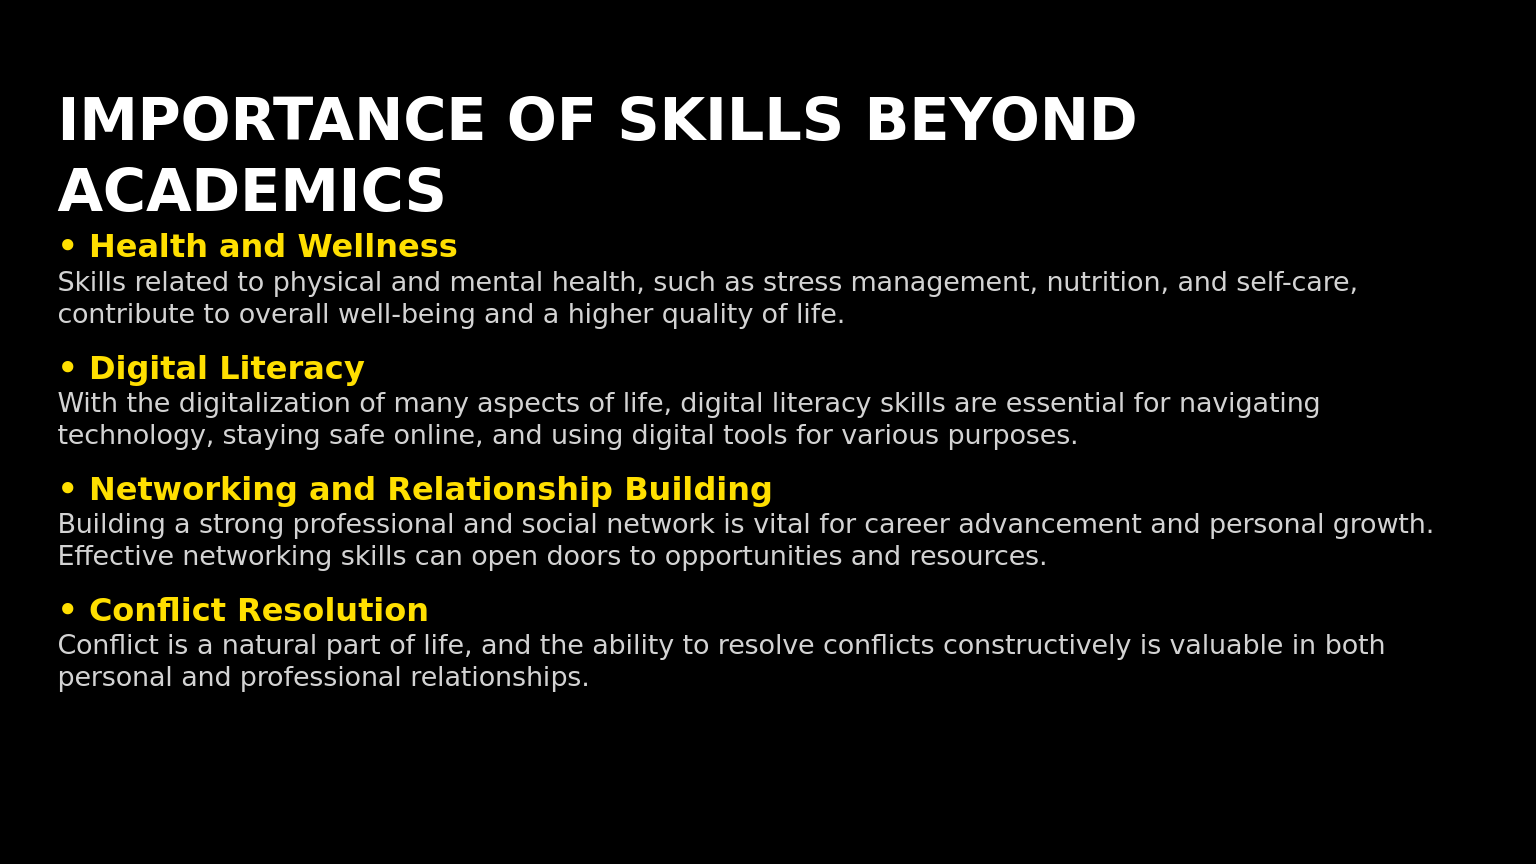 IMPORTANCE OF SKILLS BEYOND
ACADEMICS
• Health and Wellness
Skills related to physical and mental health, such as stress management, nutrition, and self-care,
contribute to overall well-being and a higher quality of life.
• Digital Literacy
With the digitalization of many aspects of life, digital literacy skills are essential for navigating
technology, staying safe online, and using digital tools for various purposes.
• Networking and Relationship Building
Building a strong professional and social network is vital for career advancement and personal growth.
Effective networking skills can open doors to opportunities and resources.
• Conflict Resolution
Conflict is a natural part of life, and the ability to resolve conflicts constructively is valuable in both
personal and professional relationships.